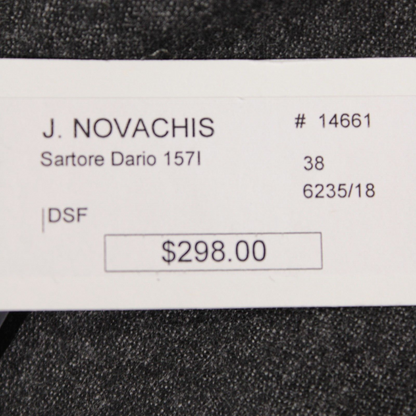 J. NOVACHIS # 14661
Sartore Dario 157I 38
6235/18
DSF
$298.00